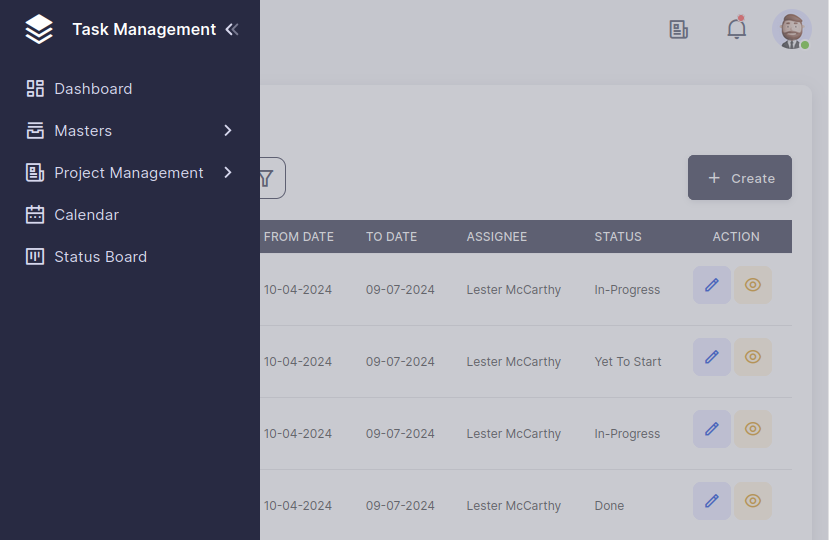 Task Management
Dashboard
Masters
Project Management
Calendar
Status Board
Create
FROM DATE TO DATE ASSIGNEE STATUS ACTION
10-04-2024 09-07-2024 Lester McCarthy In-Progress
10-04-2024 09-07-2024 Lester McCarthy Yet To Start
10-04-2024 09-07-2024 Lester McCarthy In-Progress
10-04-2024 09-07-2024 Lester McCarthy Done